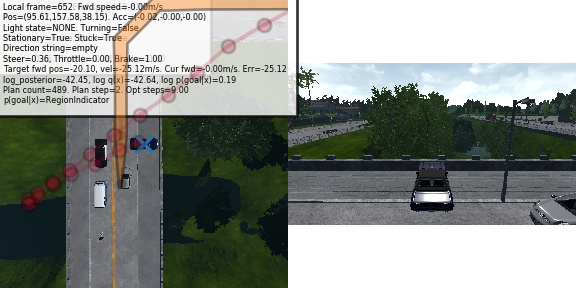 Local frame=652. Fwd speed=-0.00m/s
Pos=(95.61,157.58,38.15). Acc=(-0.02,-0.00,-0.00)
Light state=NONE. Turning=False
Stationary=True. Stuck=True
Direction string=empty
Steer:0.36, Throttle:0.00, Brake:1.00
Target fwd pos=-20.10, vel=-25.12m/s. Cur fwd=-0.00m/s. Err=-25.12
log_posterior=-42.45, log q(x)=-42.64, log p(goal|x)=0.19
Plan count=489. Plan step=2. Opt steps=9.00
p(goal|x)=RegionIndicator